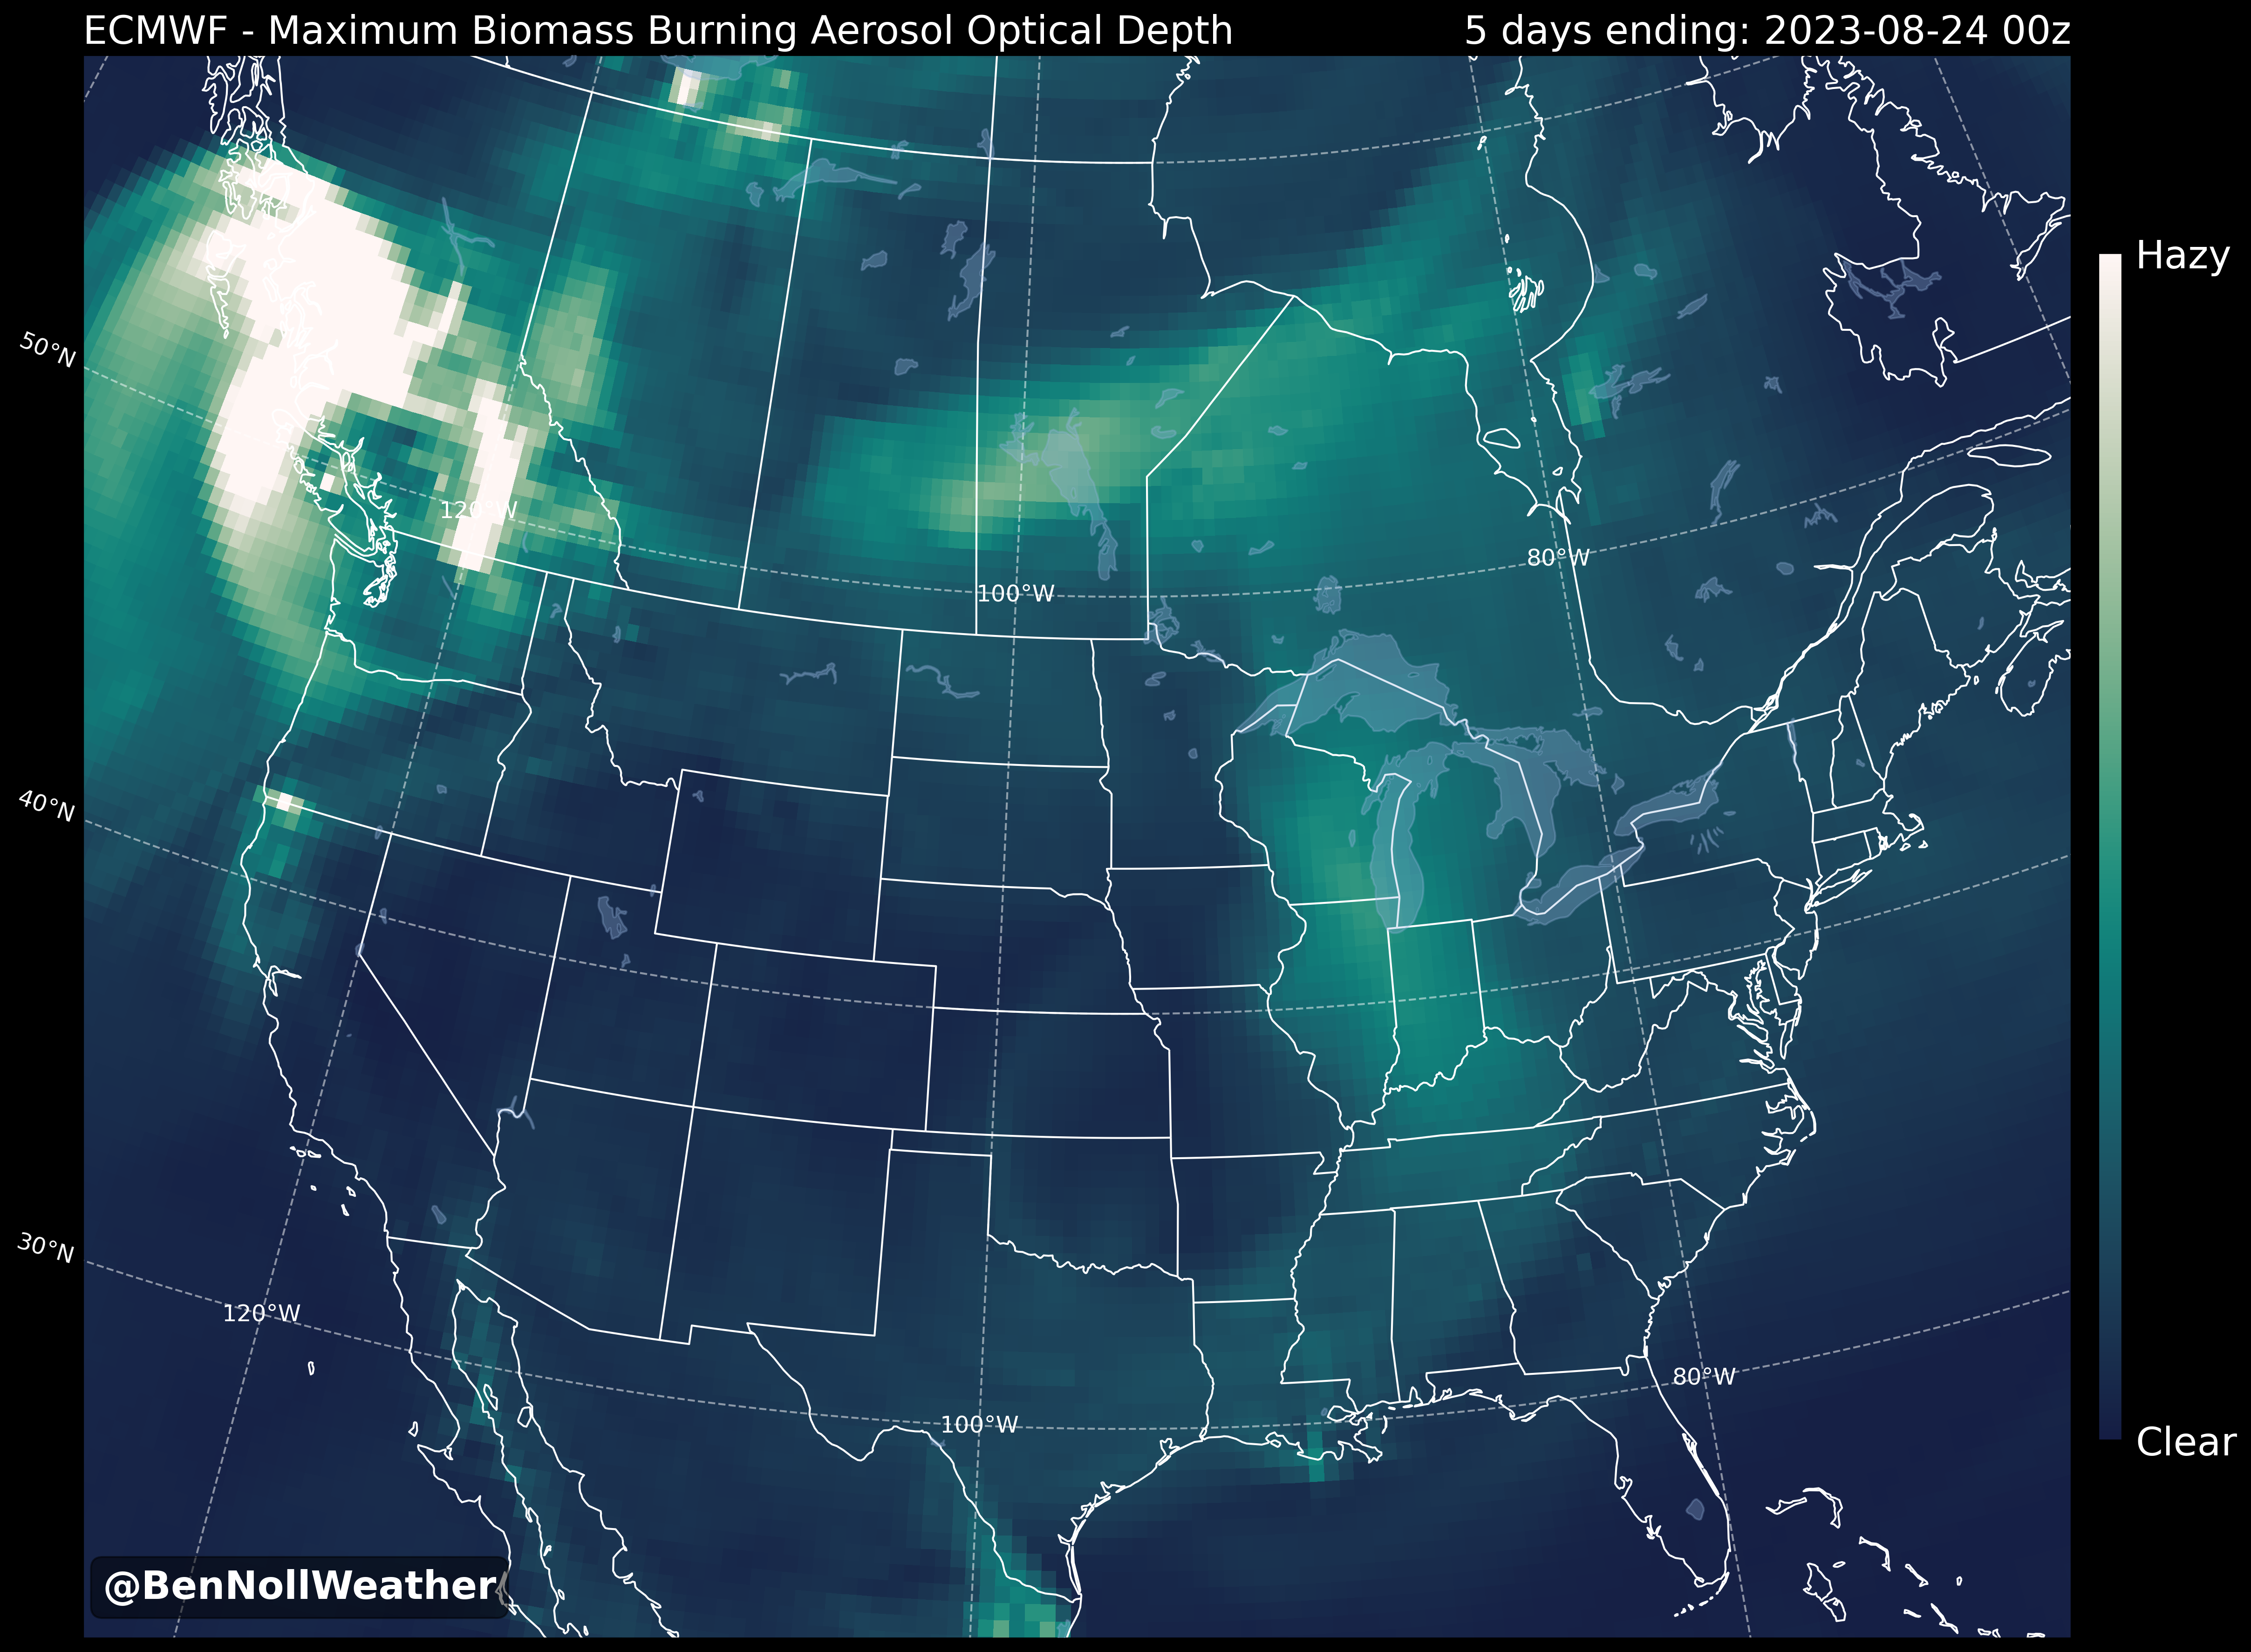 ECMWF - Maximum Biomass Burning Aerosol Optical Depth
5 days ending: 2023-08-24 00z
Hazy
50°N
120°W
80°W
100°W
40°N
30°N
120°W
80°W
100°W
Clear
@BenNollWeather